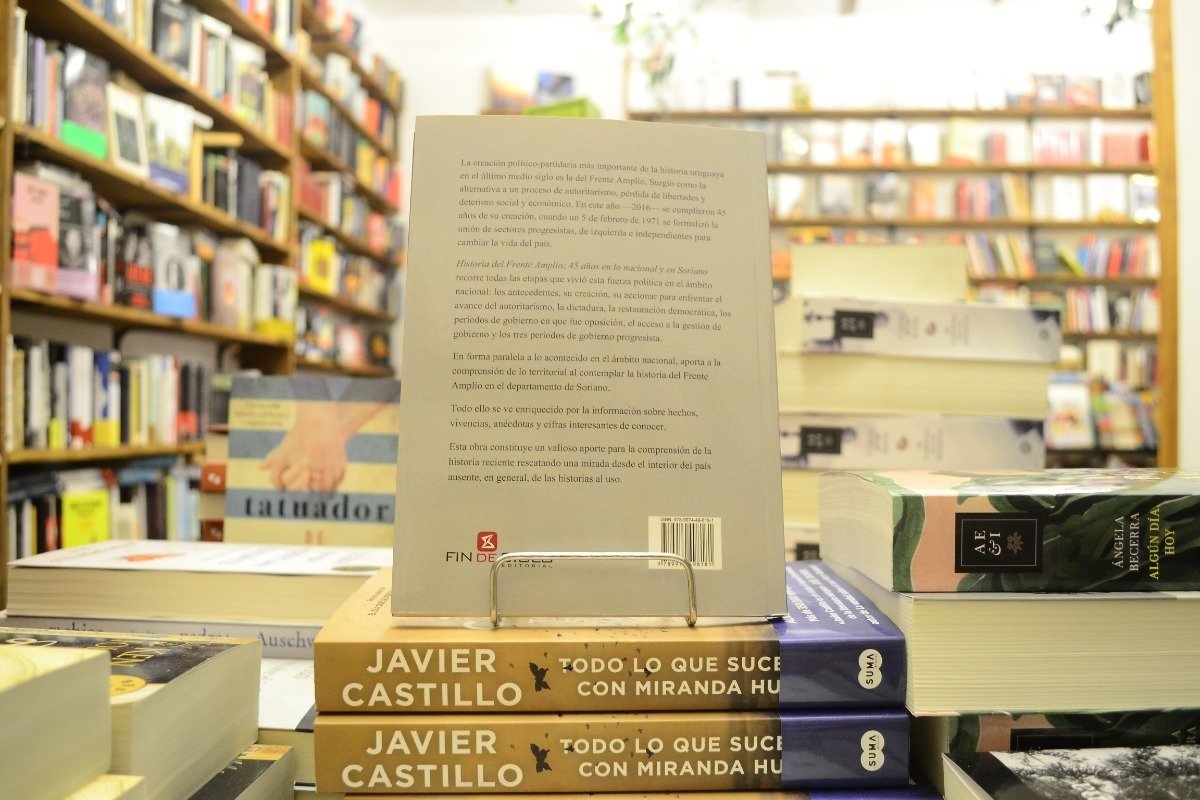 La creación político-partidaria más importante de la historia uruguaya
en el último medio siglo es la del Frente Amplio. Surgió como la
alternativa a un proceso de autoritarismo, pérdida de libertades y
deterioro social y económico. En este año —2016— se cumplieron 45
años de su creación, cuando un 5 de febrero de 1971 se formalizó la
unión de sectores progresistas, de izquierda e independientes para
cambiar la vida del país.
Historia del Frente Amplio; 45 años en lo nacional y en Soriano
recorre todas las etapas que vivió esta fuerza política en el ámbito
nacional: los antecedentes, su creación, su accionar para enfrentar el
avance del autoritarismo, la dictadura, la restauración democrática, los
períodos de gobierno en que fue oposición, el acceso a la gestión de
gobierno y los tres períodos de gobierno progresista.
En forma paralela a lo acontecido en el ámbito nacional, aporta a la
comprensión de lo territorial al contemplar la historia del Frente
Amplio en el departamento de Soriano.
Todo ello se ve enriquecido por la información sobre hechos,
vivencias, anécdotas y cifras interesantes de conocer.
Esta obra constituye un valioso aporte para la comprensión de la
historia reciente rescatando una mirada desde el interior del país
ausente, en general, de las historias al uso.
FIN DE
EDITORIAL
tatuador
Auschwi
AE
&I
ÁNGELA
BECERRA
ALGÚN DÍA,
HOY
JAVIER
CASTILLO
TODO LO QUE SUCE
CON MIRANDA HU
SUMA
JAVIER
CASTILLO
TODO LO QUE SUCE
CON MIRANDA HU
SUMA